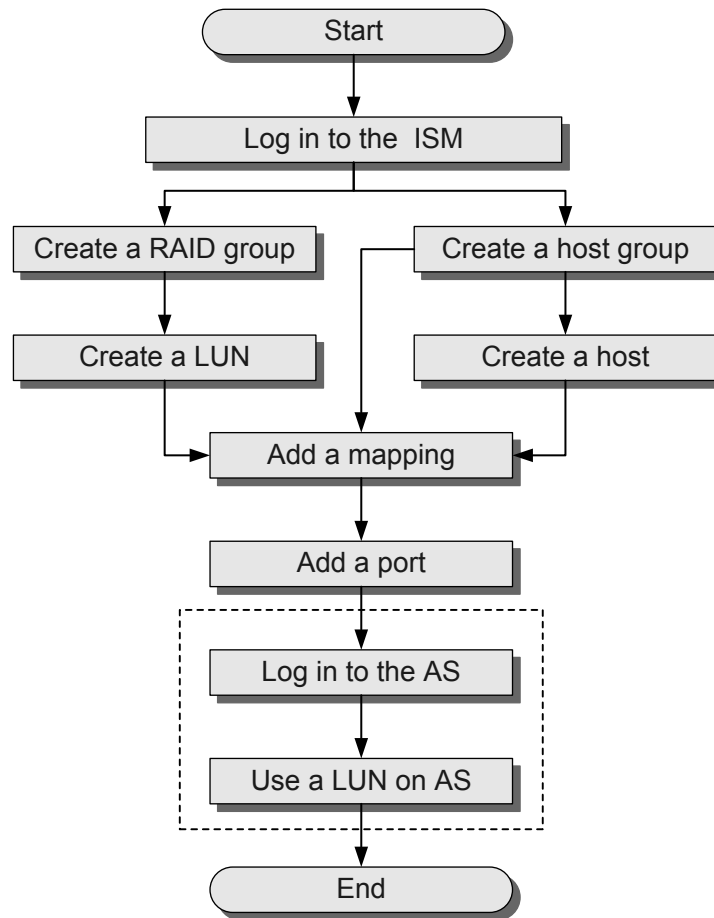 Start
Log in to the ISM
Create a RAID group
Create a host group
Create a LUN
Create a host
Add a mapping
Add a port
Log in to the AS
Use a LUN on AS
End